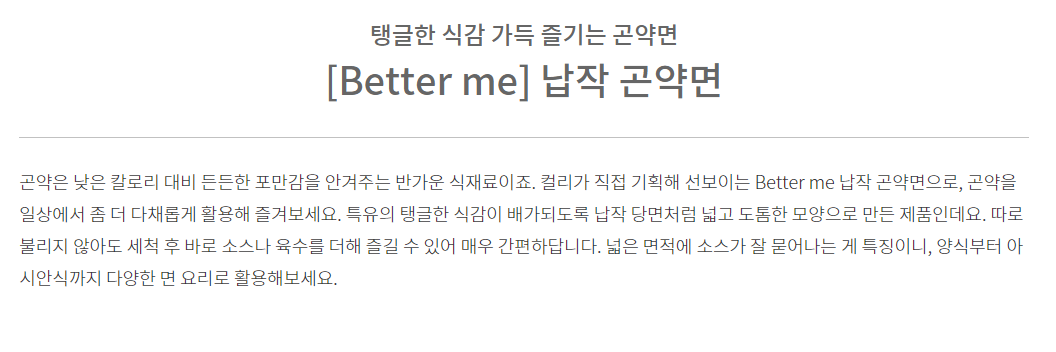 탱글한 식감 가득 즐기는 곤약면
[Better me] 납작 곤약면
곤약은 낮은 칼로리 대비 든든한 포만감을 안겨주는 반가운 식재료이죠. 컬리가 직접 기획해 선보이는 Better me 납작 곤약면으로, 곤약을
일상에서 좀 더 다채롭게 활용해 즐겨보세요. 특유의 탱글한 식감이 배가되도록 납작 당면처럼 넓고 도톰한 모양으로 만든 제품인데요. 따로
불리지 않아도 세척 후 바로 소스나 육수를 더해 즐길 수 있어 매우 간편하답니다. 넓은 면적에 소스가 잘 묻어나는 게 특징이니, 양식부터 아
시안식까지 다양한 면 요리로 활용해보세요.